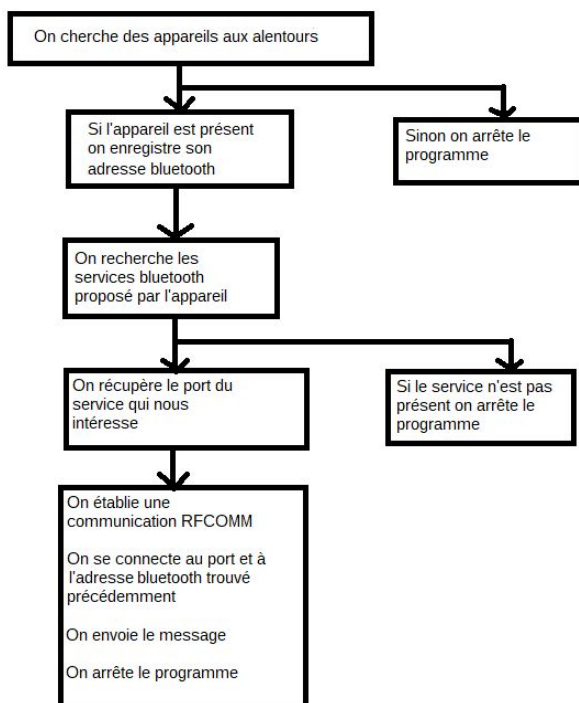 On cherche des appareils aux alentours
Si l'appareil est présent
on enregistre son
adresse bluetooth
Sinon on arrête le
programme
On recherche les
services bluetooth
proposé par l'appareil
On récupère le port du
service qui nous
intéresse
Si le service n'est pas
présent on arrête le
programme
On établie une
communication RFCOMM
On se connecte au port et à
l'adresse bluetooth trouvé
précédemment
On envoie le message
On arrête le programme